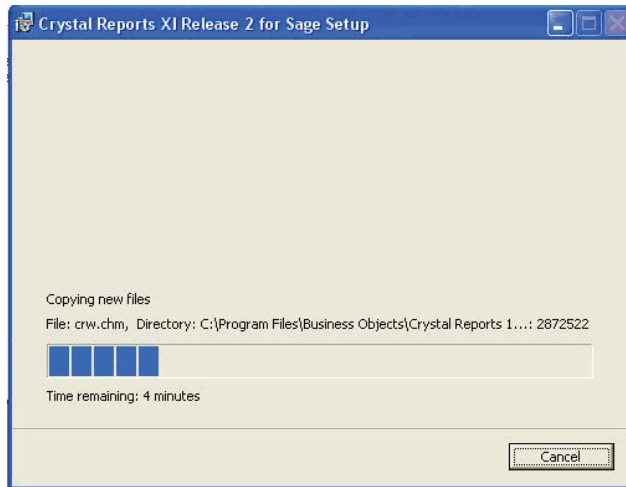 Crystal Reports XI Release 2 for Sage Setup
Copying new files
File: crw.chm, Directory: C:\Program Files\Business Objects\Crystal Reports 1...: 2872522
Time remaining: 4 minutes
Cancel